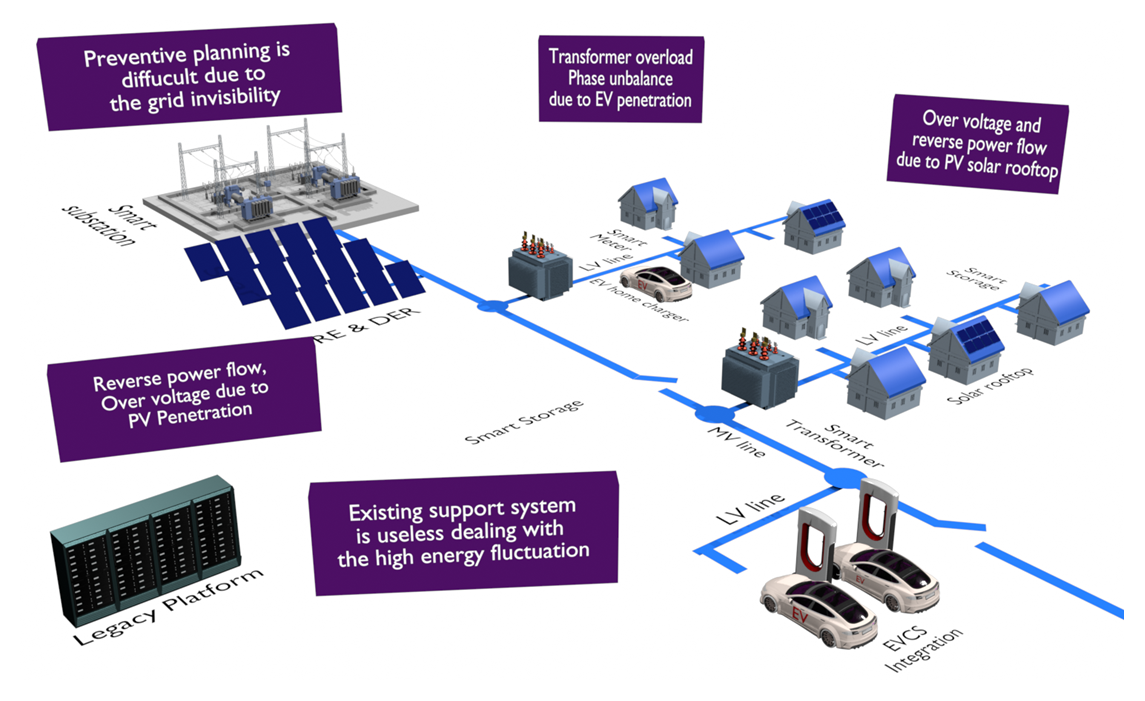 Preventive planning is
diffucult due to
the grid invisibility
Transformer overload
Phase unbalance
due to EV penetration
Over voltage and
reverse power flow
due to PV solar rooftop
Smart
substation
Smart
Meter
LV line
EV
EV home charger
Smart
Storage
LV line
RE & DER
Solar rooftop
Reverse power flow,
Over voltage due to
PV Penetration
Smart Storage
MV line
Smart
Transformer
Existing support system
is useless dealing with
the high energy fluctuation
LV line
Legacy Platform
EV
EV
EVCS
Integration